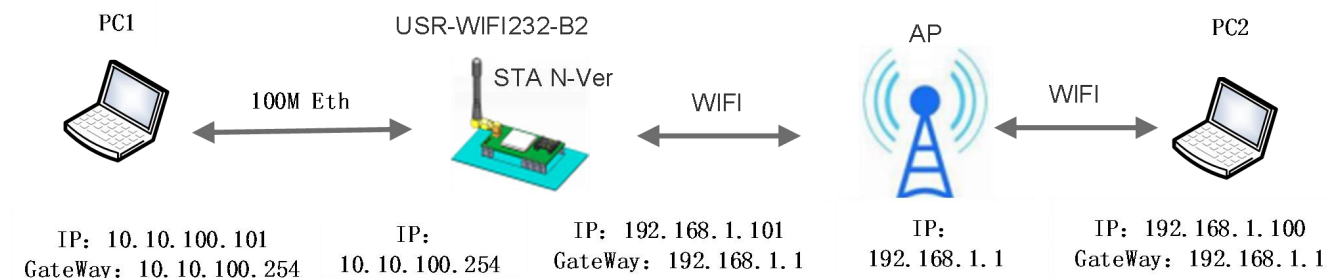 PC1
USR-WIFI232-B2
AP
PC2
STA N-Ver
100M Eth
WIFI
WIFI
IP: 10.10.100.101
GateWay: 10.10.100.254
IP:
10.10.100.254
IP: 192.168.1.101
GateWay: 192.168.1.1
IP:
192.168.1.1
IP: 192.168.1.100
GateWay: 192.168.1.1